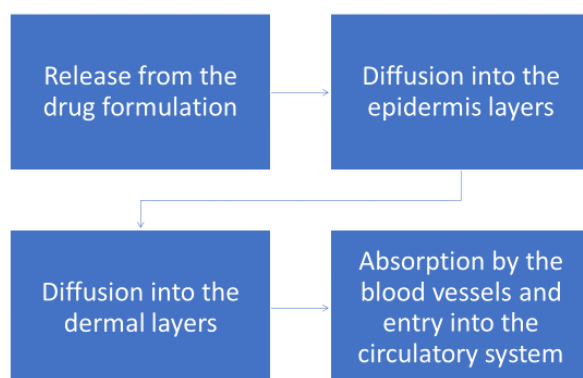 Release from the
drug formulation
Diffusion into the
epidermis layers
Diffusion into the
dermal layers
Absorption by the
blood vessels and
entry into the
circulatory system